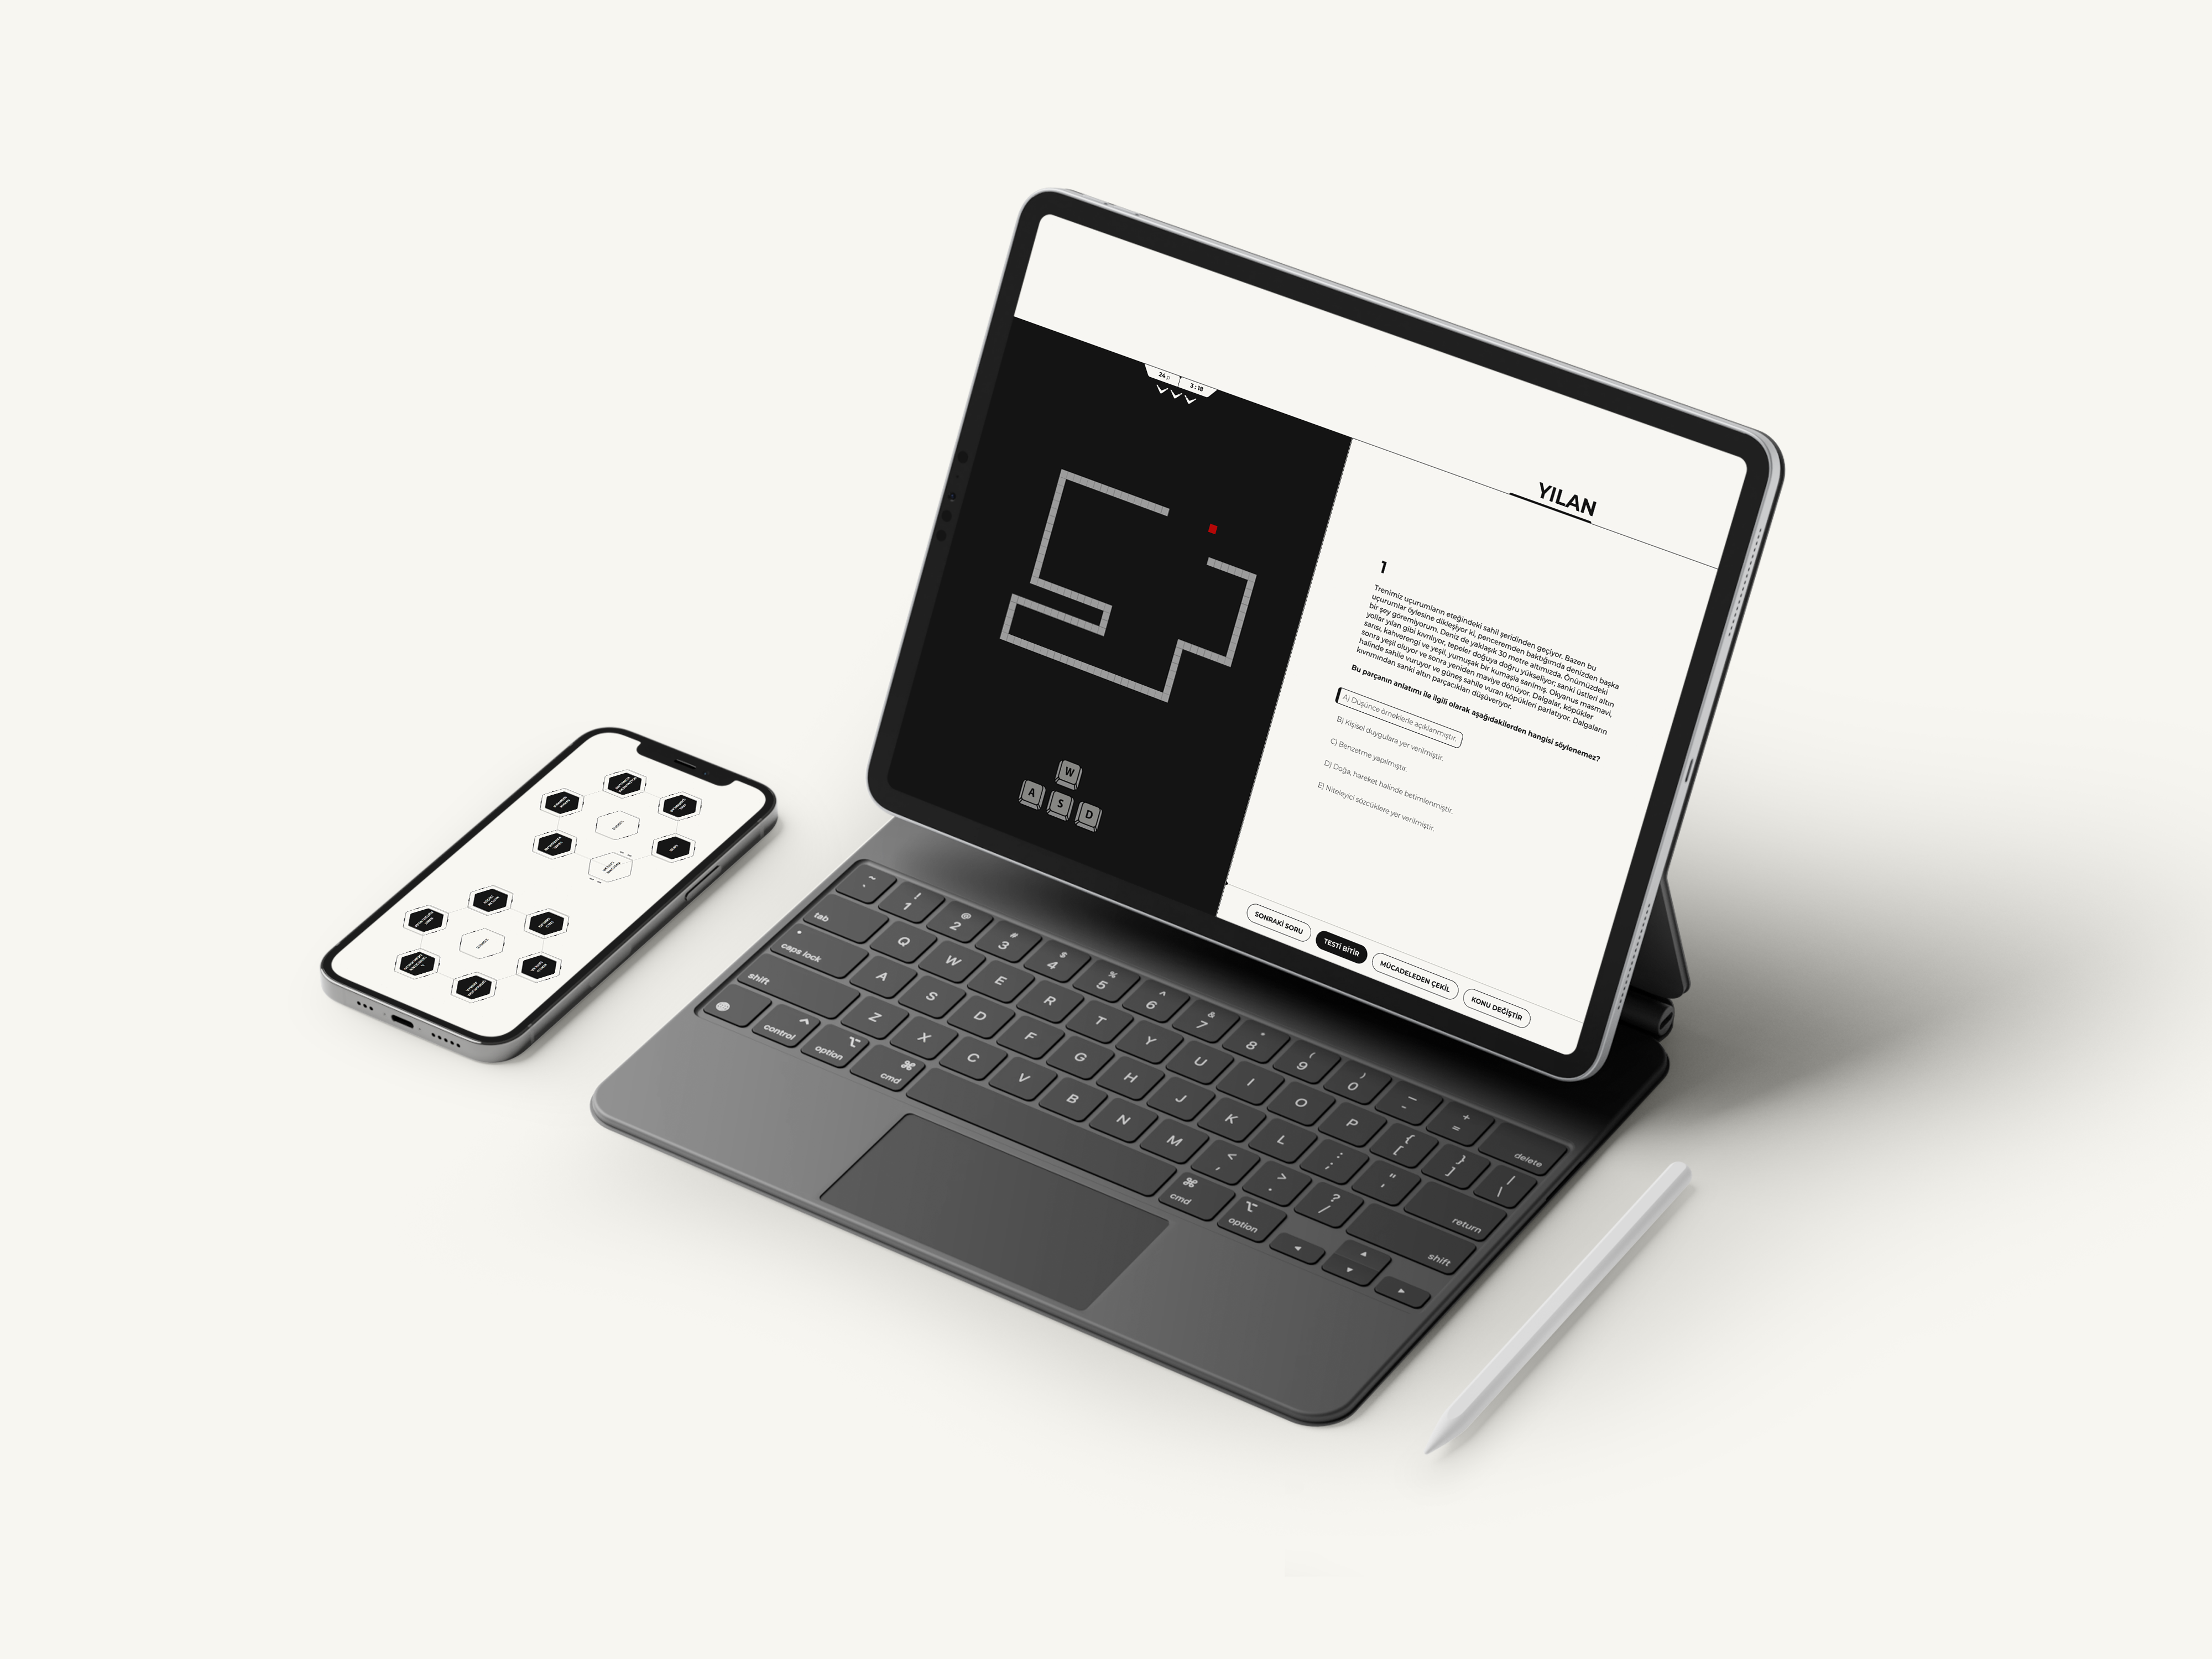 24 p
3 : 18
W
A S D
YILAN
1
Trenimiz uçurumların eteğindeki sahil şeridinden geçiyor. Bazen bu
uçurumlar öylesine dikleşiyor ki, penceremden baktığımda denizden başka
bir şey göremiyorum. Deniz de yaklaşık 30 metre altımızda. Önümüzdeki
yollar yılan gibi kıvrılıyor, tepeler doğuya doğru yükseliyor; sanki üstleri altın
sarısı, kahverengi ve yeşil, yumuşak bir kumaşla sarılmış. Okyanus masmavi,
sonra yeşil oluyor ve sonra yeniden maviye dönüyor. Dalgalar, köpükler
halinde sahile vuruyor ve güneş sahile vuran köpükleri parlatıyor. Dalgaların
kıvrımından sanki altın parçacıkları düşüveriyor.
Bu parçanın anlatımı ile ilgili olarak aşağıdakilerden hangisi söylenemez?
A) Düşünce örneklerle açıklanmıştır.
B) Kişisel duygulara yer verilmiştir.
C) Benzetme yapılmıştır.
D) Doğa, hareket halinde betimlenmiştir.
E) Niteleyici sözcüklere yer verilmiştir.
SONRAKİ SORU
TESTİ BİTİR
MÜCADELEDEN ÇEKİL
KONU DEĞİŞTİR
~ ` ! 1 @ 2 # 3 $ 4 % 5 ^ 6 & 7 * 8 ( 9 ) 0 — - + = delete
tab Q W E R T Y U I O P { [ } ] | \
caps lock A S D F G H J K L : ; " ' return
shift Z X C V B N M < , > . ? / shift
control option cmd cmd option